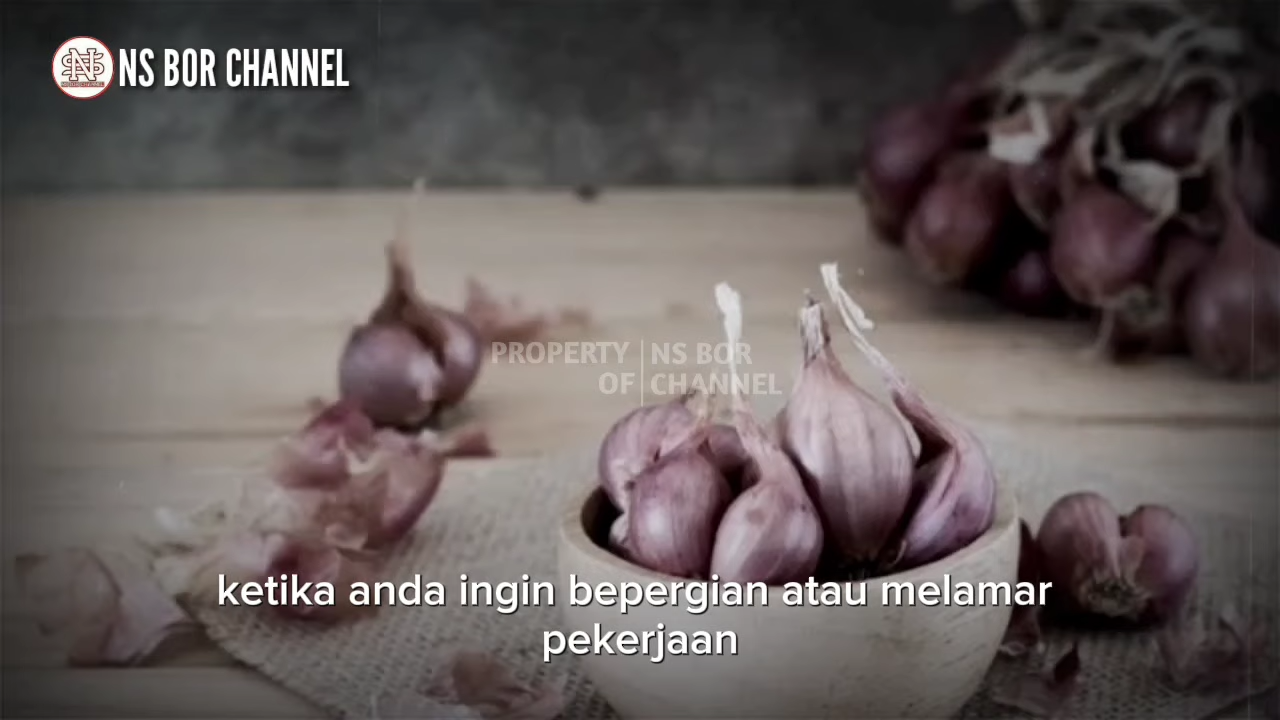 NS BOR CHANNEL
PROPERTY OF
NS BOR CHANNEL
ketika anda ingin bepergian atau melamar
pekerjaan